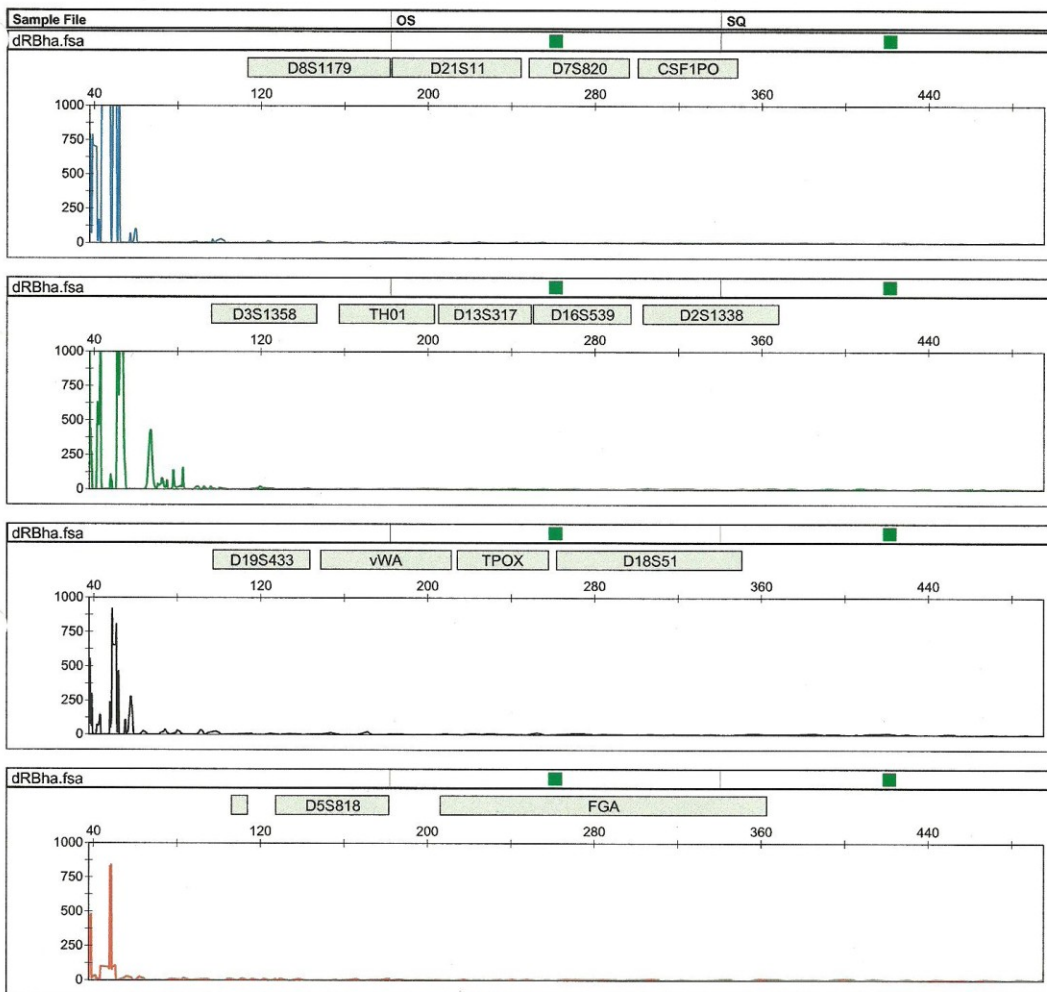 Sample File OS SQ
dRBha.fsa
D8S1179 D21S11 D7S820 CSF1PO
40 120 200 280 360 440
1000
750
500
250
0
dRBha.fsa
D3S1358 TH01 D13S317 D16S539 D2S1338
40 120 200 280 360 440
1000
750
500
250
0
dRBha.fsa
D19S433 vWA TPOX D18S51
40 120 200 280 360 440
1000
750
500
250
0
dRBha.fsa
D5S818 FGA
40 120 200 280 360 440
1000
750
500
250
0